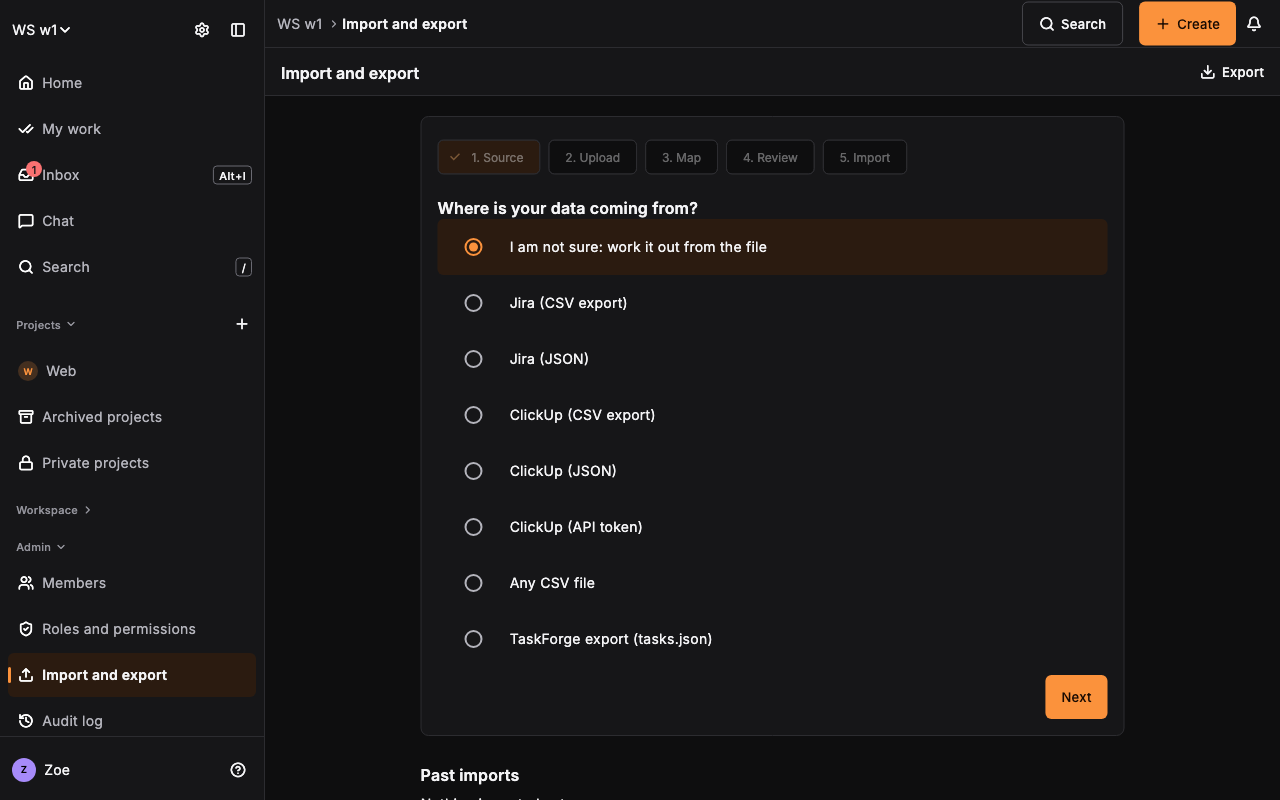 WS w1
WS w1 > Import and export
Search
+ Create
Import and export
Export
Home
My work
1
Inbox
Alt+I
Chat
Search
/
Projects
W
Web
Archived projects
Private projects
Workspace
Admin
Members
Roles and permissions
Import and export
Audit log
Z
Zoe
1. Source
2. Upload
3. Map
4. Review
5. Import
Where is your data coming from?
I am not sure: work it out from the file
Jira (CSV export)
Jira (JSON)
ClickUp (CSV export)
ClickUp (JSON)
ClickUp (API token)
Any CSV file
TaskForge export (tasks.json)
Next
Past imports